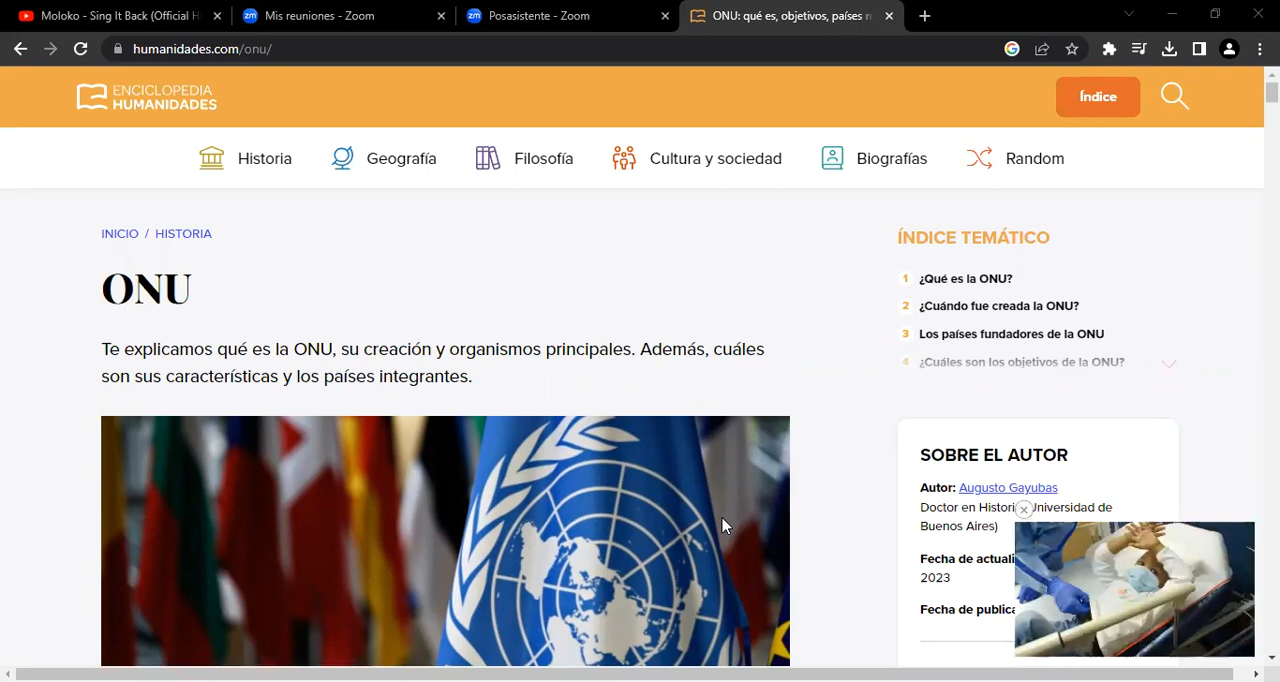 Moloko - Sing It Back (Official H
Mis reuniones - Zoom
Posasistente - Zoom
ONU: qué es, objetivos, países m
humanidades.com/onu/
ENCICLOPEDIA
HUMANIDADES
Índice
Historia
Geografía
Filosofía
Cultura y sociedad
Biografías
Random
INICIO / HISTORIA
ONU
Te explicamos qué es la ONU, su creación y organismos principales. Además, cuáles
son sus características y los países integrantes.
ÍNDICE TEMÁTICO
1 ¿Qué es la ONU?
2 ¿Cuándo fue creada la ONU?
3 Los países fundadores de la ONU
4 ¿Cuáles son los objetivos de la ONU?
SOBRE EL AUTOR
Autor: Augusto Gayubas
Doctor en Histori Universidad de
Buenos Aires)
Fecha de actuali
2023
Fecha de publica